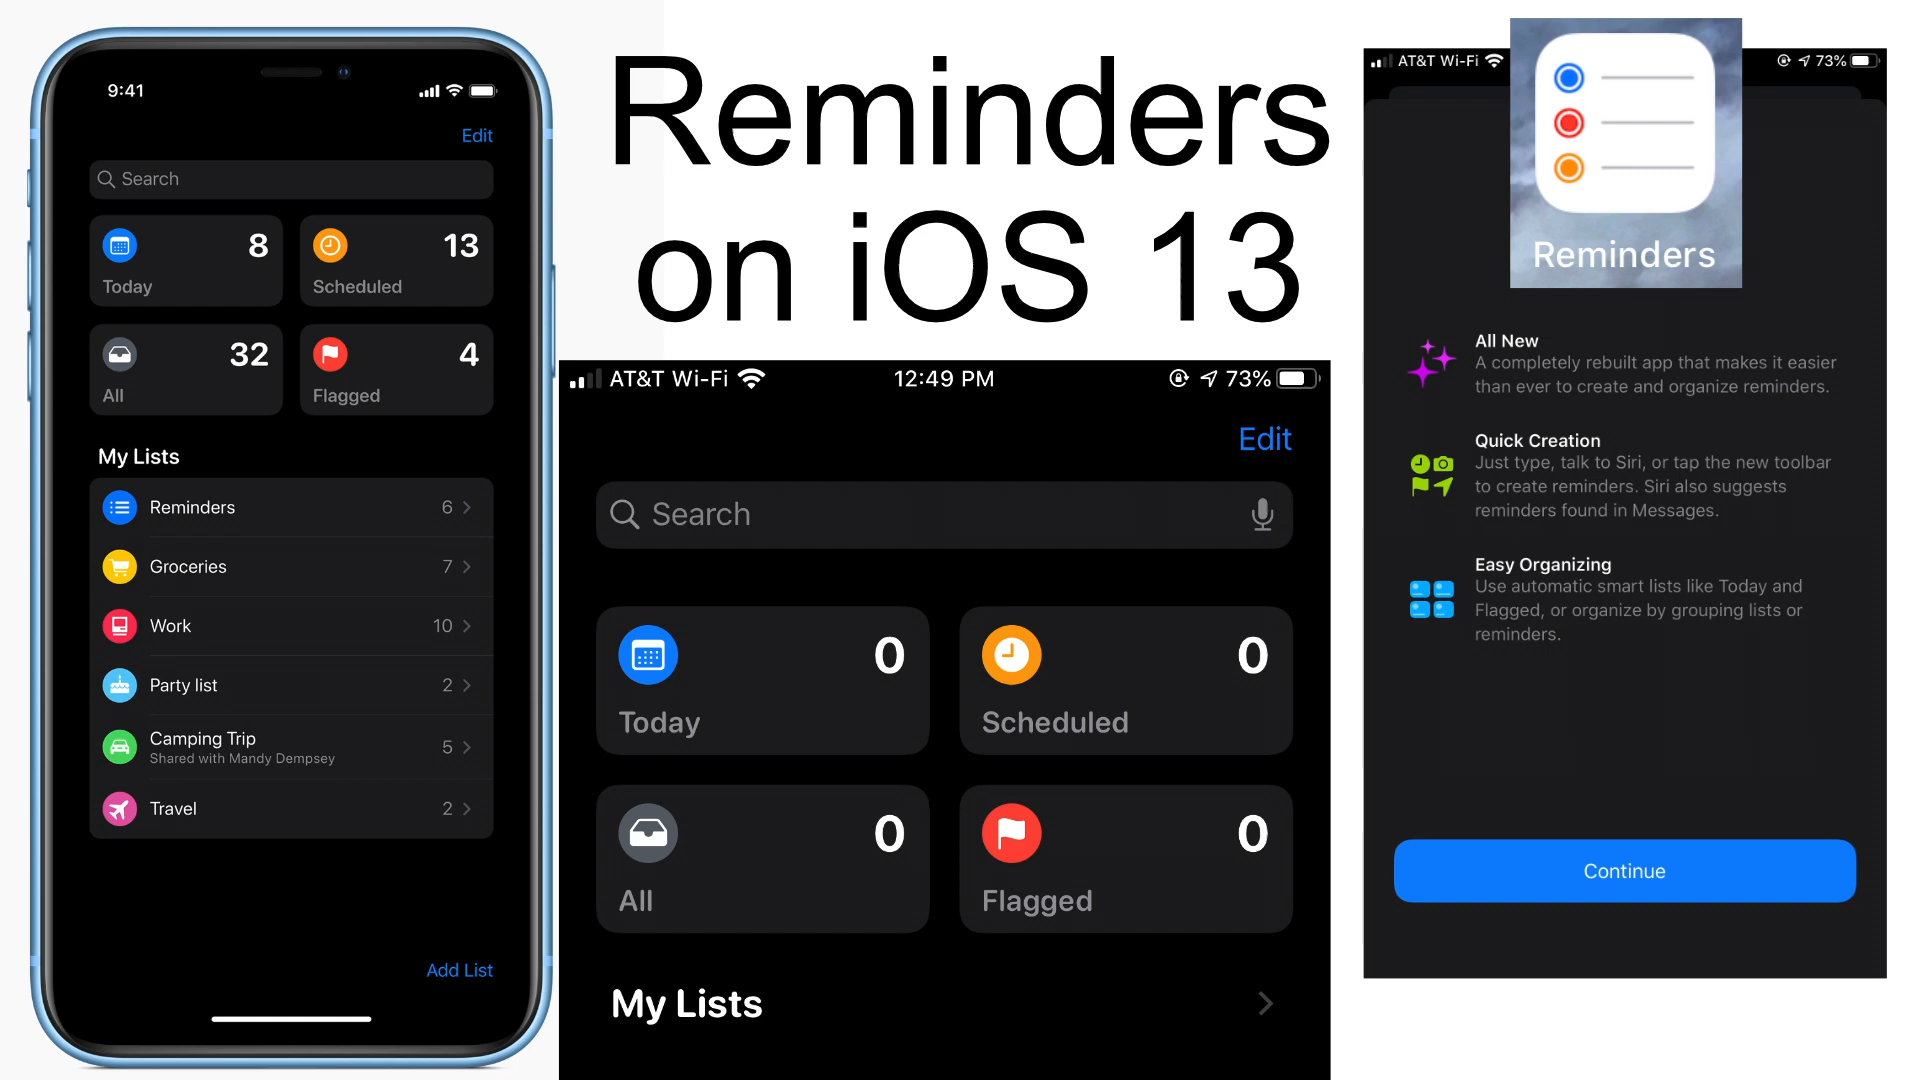 9:41
Edit
Search
8
Today
13
Scheduled
32
All
4
Flagged
My Lists
Reminders 6
Groceries 7
Work 10
Party list 2
Camping Trip
Shared with Mandy Dempsey
5
Travel 2
Add List
Reminders
on iOS 13
AT&T Wi-Fi 12:49 PM 73%
Edit
Search
0
Today
0
Scheduled
0
All
0
Flagged
My Lists
AT&T Wi-Fi 73%
Reminders
All New
A completely rebuilt app that makes it easier
than ever to create and organize reminders.
Quick Creation
Just type, talk to Siri, or tap the new toolbar
to create reminders. Siri also suggests
reminders found in Messages.
Easy Organizing
Use automatic smart lists like Today and
Flagged, or organize by grouping lists or
reminders.
Continue